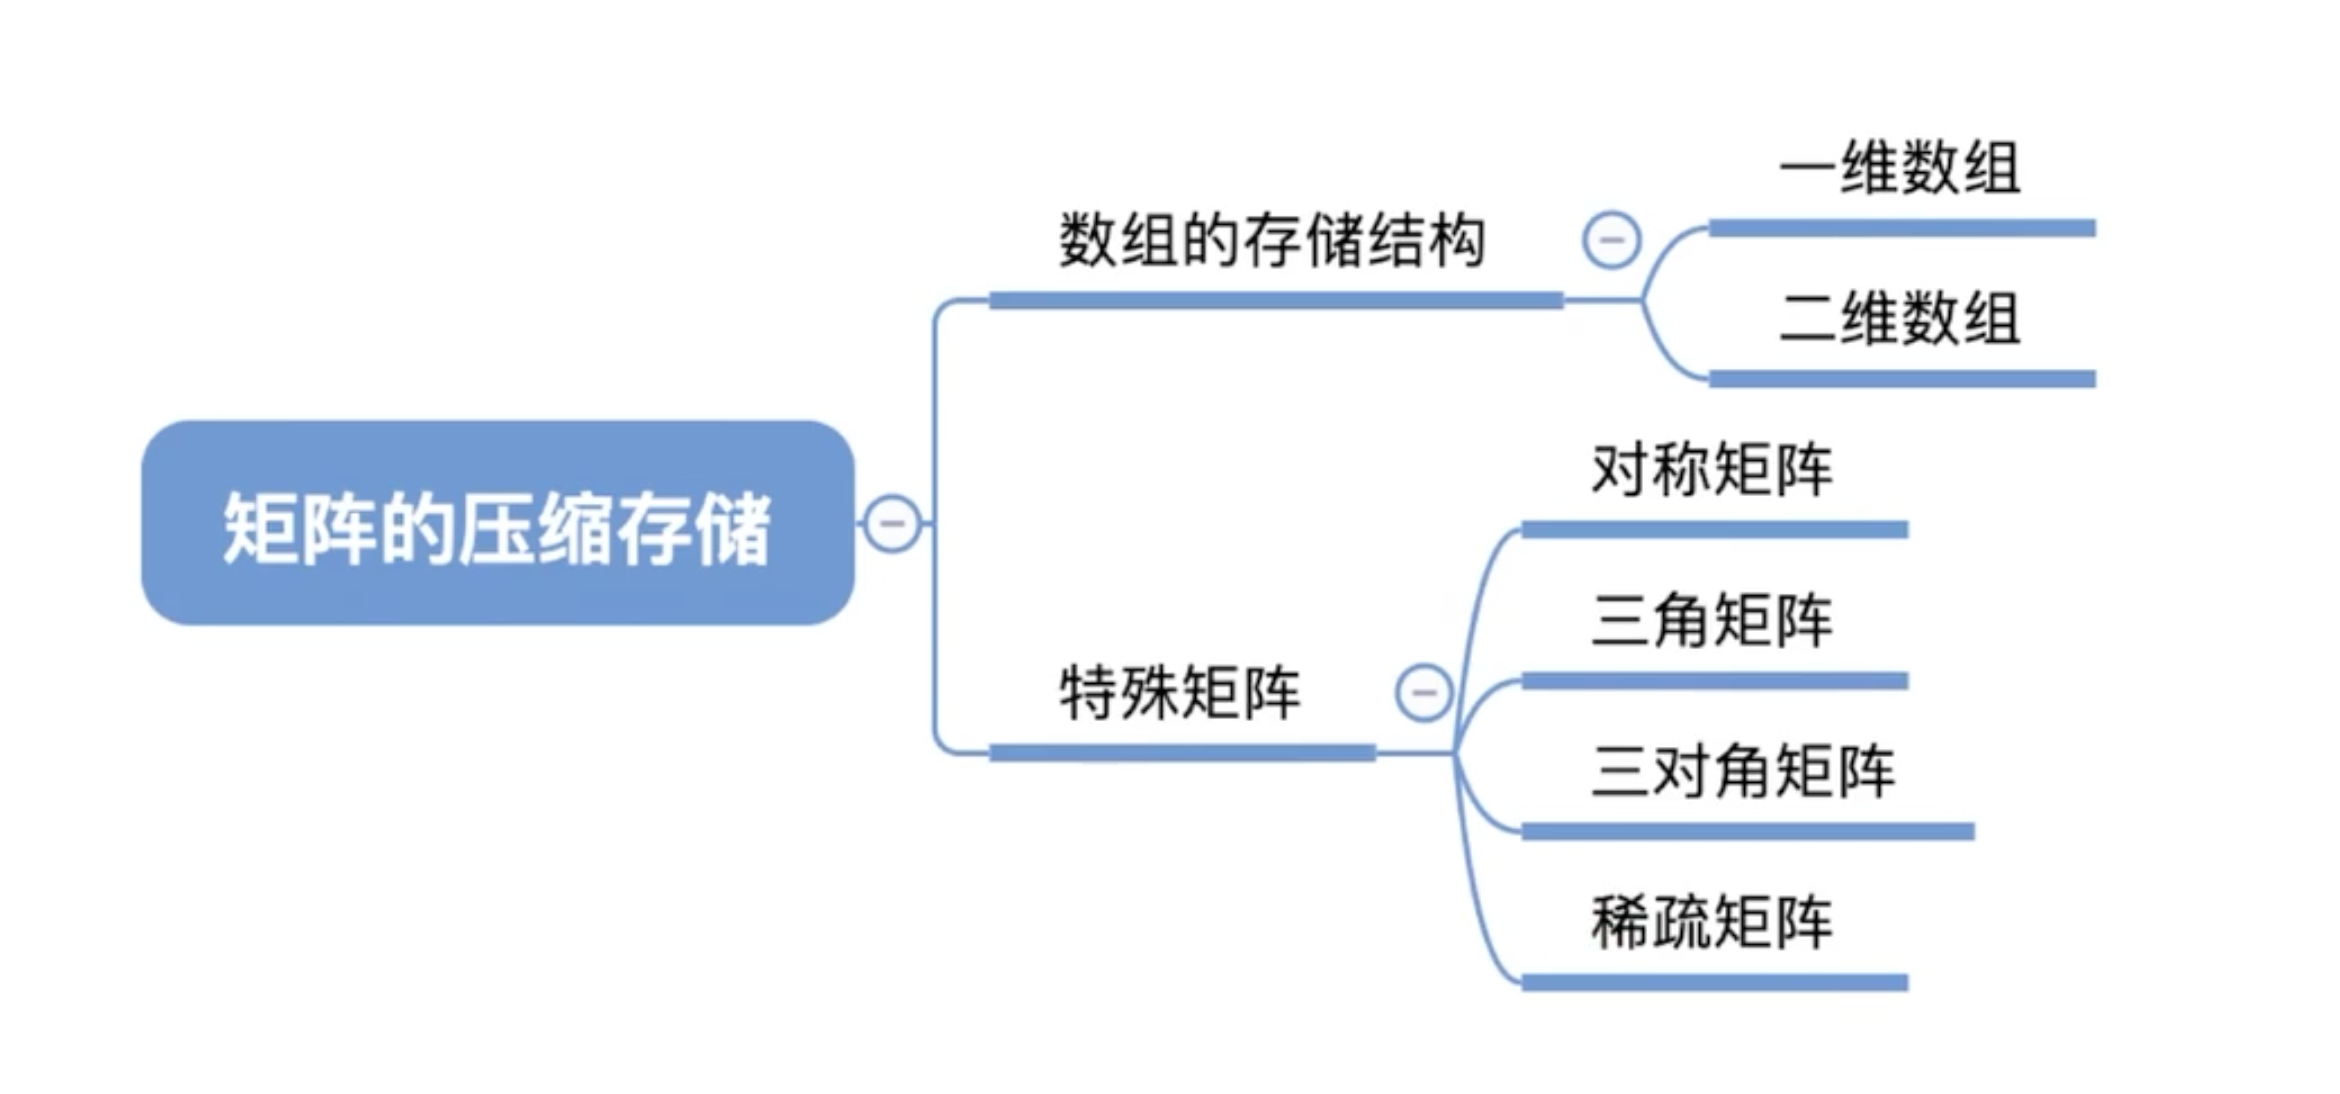 矩阵的压缩存储
数组的存储结构
一维数组
二维数组
特殊矩阵
对称矩阵
三角矩阵
三对角矩阵
稀疏矩阵